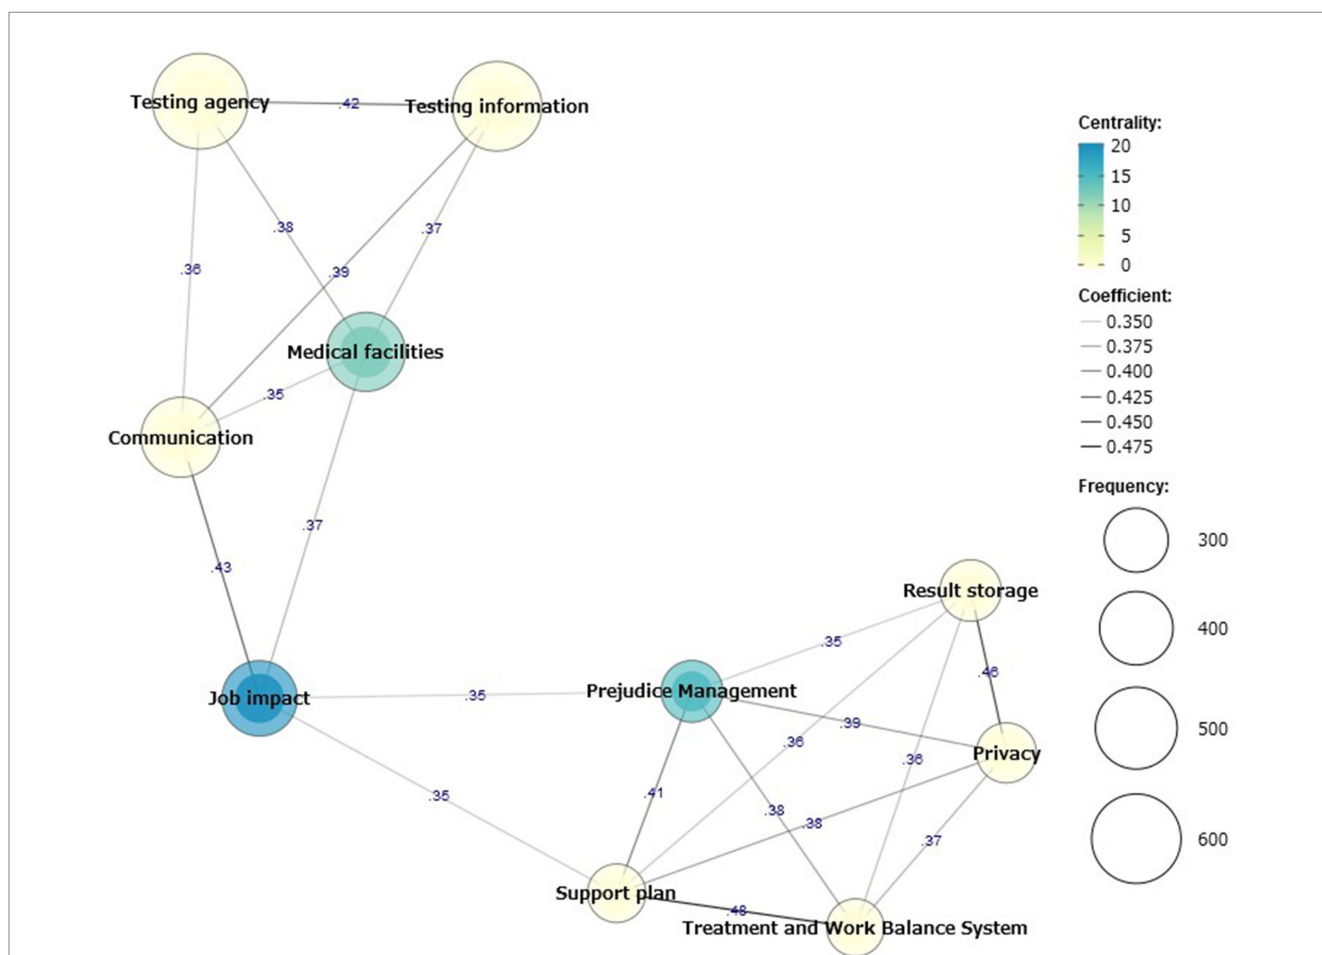 Testing agency
.42
Testing information
Centrality:
20
15
10
5
0
.38
.37
.36
.39
Coefficient:
0.350
0.375
0.400
0.425
0.450
0.475
Medical facilities
.35
Communication
Frequency:
300
400
500
600
.37
.43
Result storage
.35
.46
Job impact
.35
Prejudice Management
.39
.36
Privacy
.36
.35
.41
.38
.38
.37
Support plan
.48
Treatment and Work Balance System